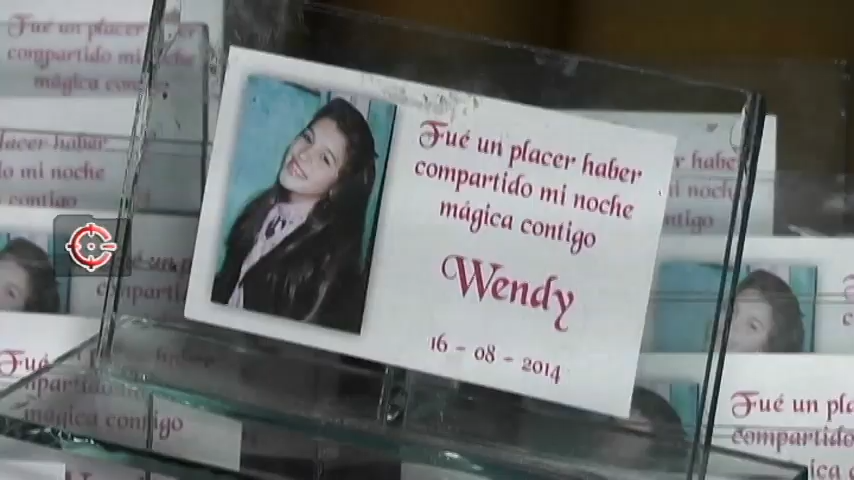 Fué un placer haber
compartido mi noche
mágica contigo
Wendy
16 - 08 - 2014